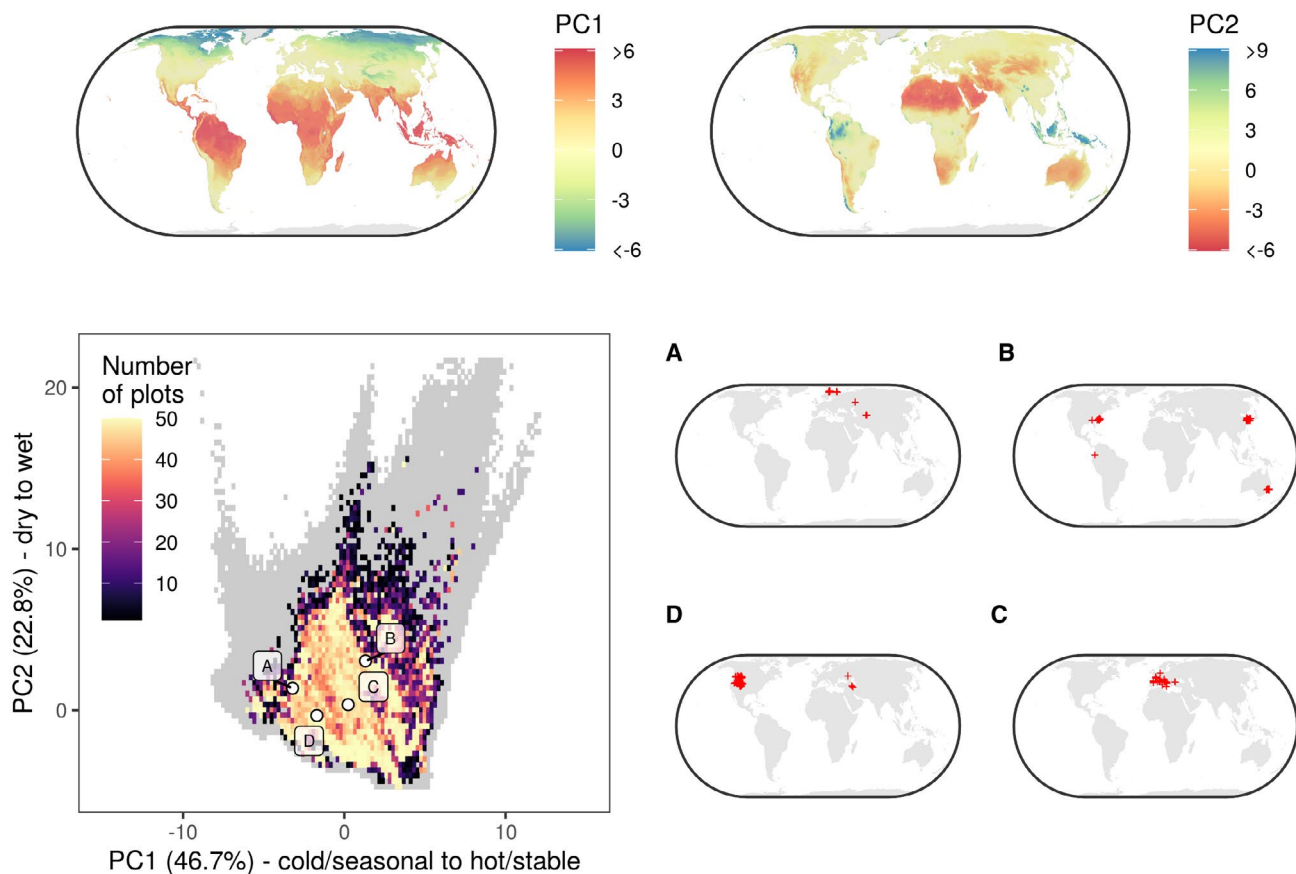 PC1
>6
3
0
-3
<-6
PC2
>9
6
3
0
-3
<-6
Number
of plots
50
40
30
20
10
20
10
0
PC2 (22.8%) - dry to wet
A
B
C
D
-10
0
10
PC1 (46.7%) - cold/seasonal to hot/stable
A
B
D
C